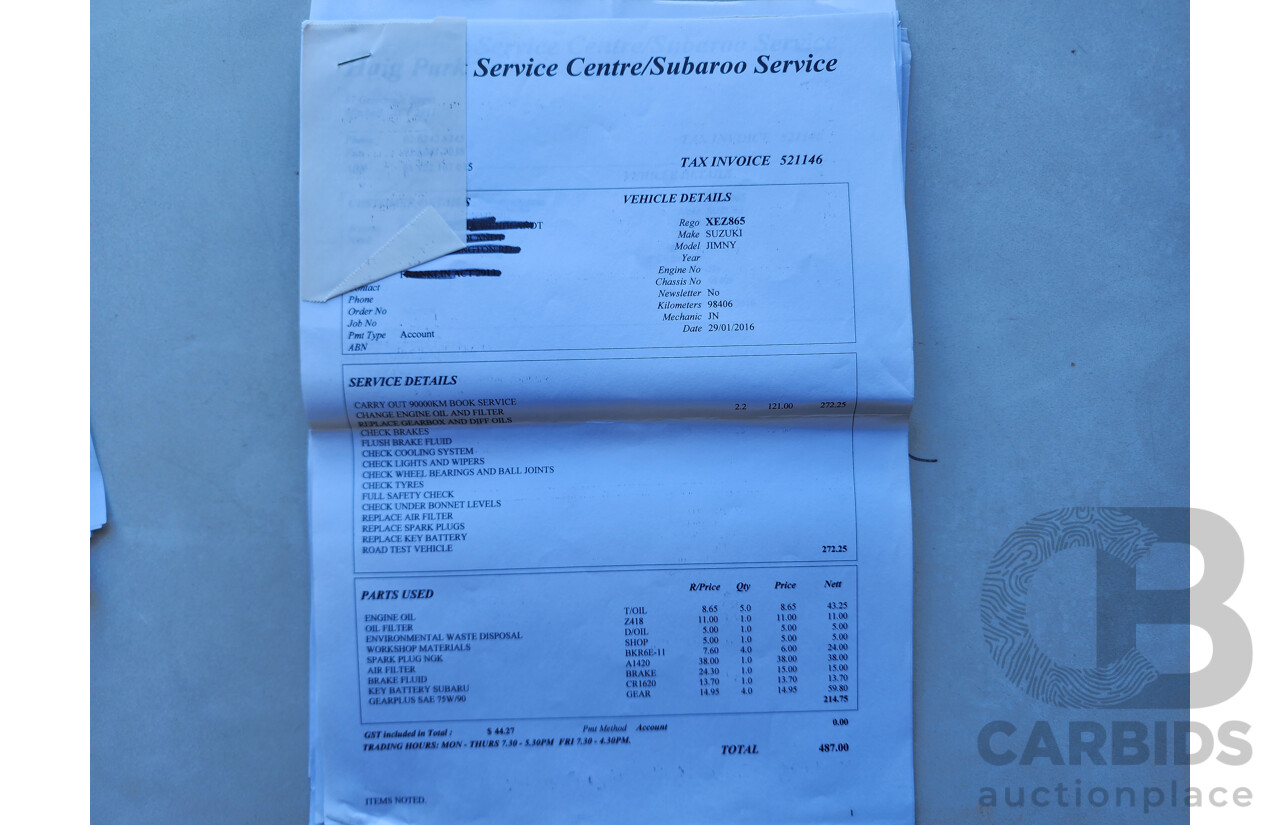 Haig Park Service Centre/Subaroo Service
5
TAX INVOICE 521146
S
VEHICLE DETAILS
Rego XEZ865
Make SUZUKI
Model JIMNY
Year
Engine No
Chassis No
Newsletter No
Kilometers 98406
Mechanic JN
Date 29/01/2016
Contact
Phone
Order No
Job No
Pmt Type Account
ABN
SERVICE DETAILS
CARRY OUT 90000KM BOOK SERVICE 2.2 121.00 272.25
CHANGE ENGINE OIL AND FILTER
REPLACE GEARBOX AND DIFF OILS
CHECK BRAKES
FLUSH BRAKE FLUID
CHECK COOLING SYSTEM
CHECK LIGHTS AND WIPERS
CHECK WHEEL BEARINGS AND BALL JOINTS
CHECK TYRES
FULL SAFETY CHECK
CHECK UNDER BONNET LEVELS
REPLACE AIR FILTER
REPLACE SPARK PLUGS
REPLACE KEY BATTERY
ROAD TEST VEHICLE 272.25
PARTS USED R/Price Qty Price Nett
ENGINE OIL T/OIL 8.65 5.0 8.65 43.25
OIL FILTER Z418 11.00 1.0 11.00 11.00
ENVIRONMENTAL WASTE DISPOSAL D/OIL 5.00 1.0 5.00 5.00
WORKSHOP MATERIALS SHOP 5.00 1.0 5.00 5.00
SPARK PLUG NGK BKR6E-11 7.60 4.0 6.00 24.00
AIR FILTER A1420 38.00 1.0 38.00 38.00
BRAKE FLUID BRAKE 24.30 1.0 15.00 15.00
KEY BATTERY SUBARU CR1620 13.70 1.0 13.70 13.70
GEARPLUS SAE 75W/90 GEAR 14.95 4.0 14.95 59.80
214.75
GST included in Total : $ 44.27 Pmt Method Account 0.00
TRADING HOURS: MON - THURS 7.30 - 5.30PM FRI 7.30 - 4.30PM.
TOTAL 487.00
ITEMS NOTED.
1
CARBIDS
auctionplace